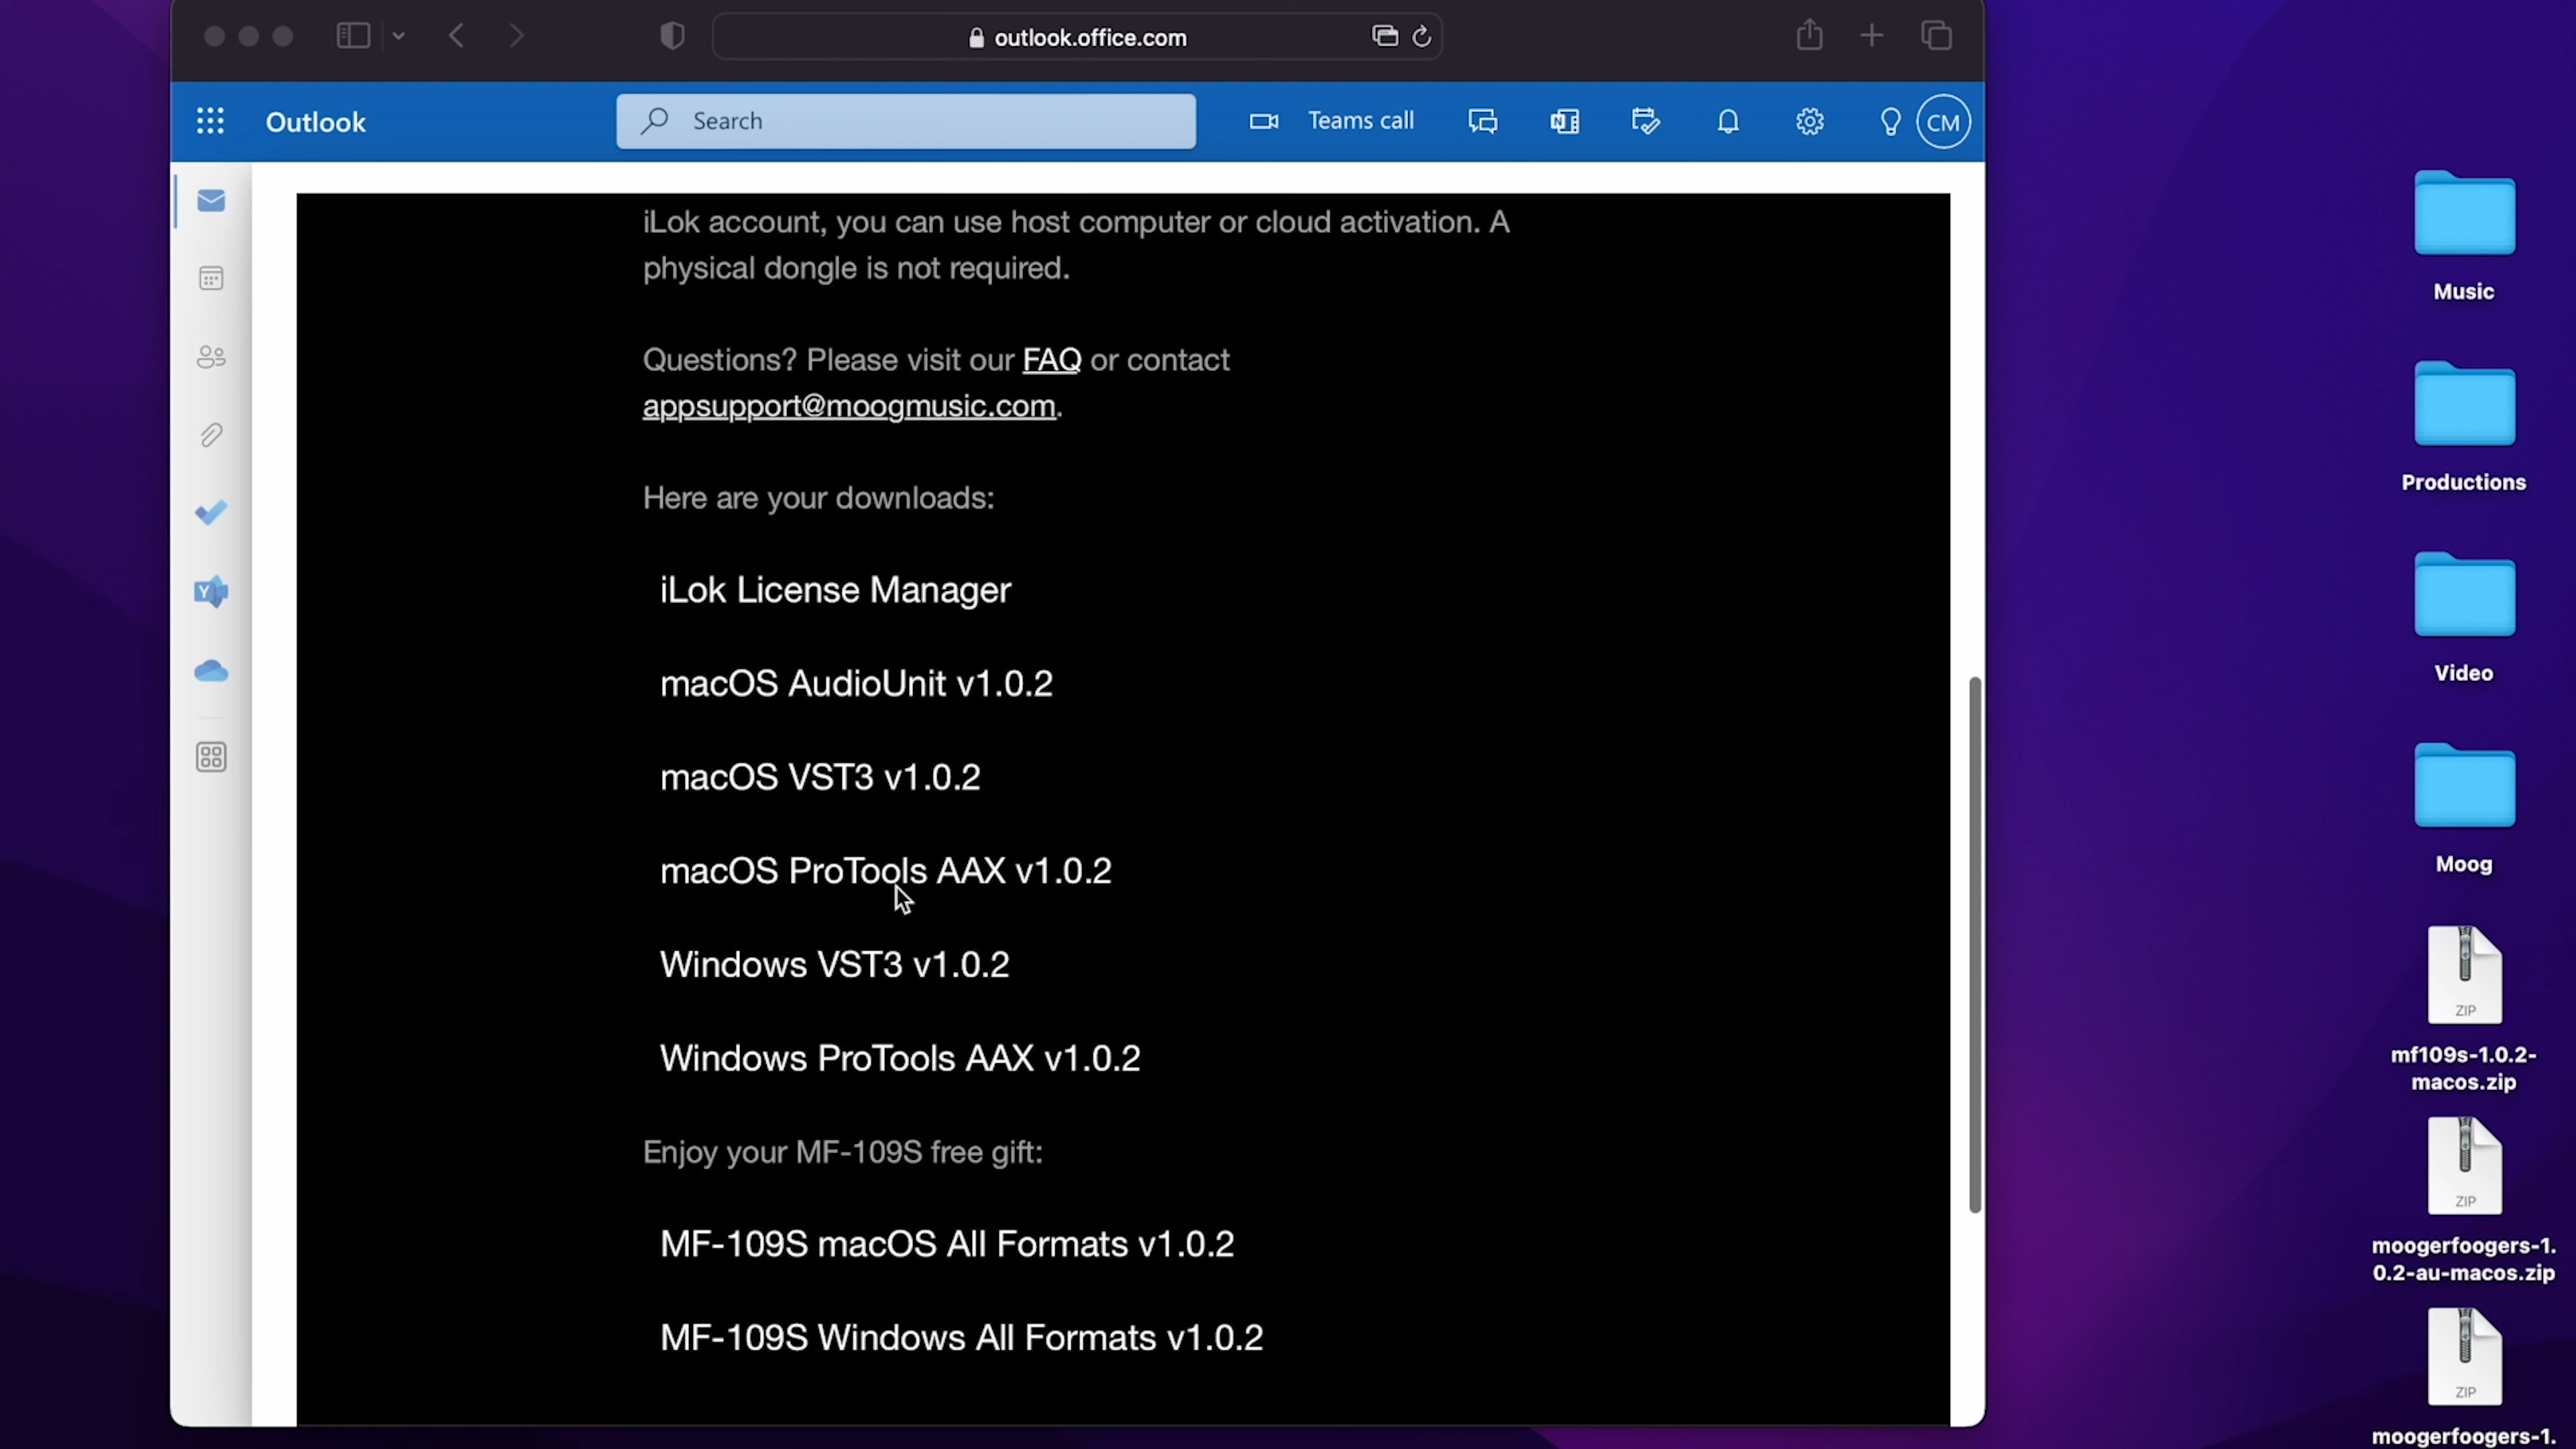 outlook.office.com
Outlook
Search
Teams call
N
CM
iLok account, you can use host computer or cloud activation. A
physical dongle is not required.
Questions? Please visit our FAQ or contact
appsupport@moogmusic.com.
Here are your downloads:
iLok License Manager
macOS AudioUnit v1.0.2
macOS VST3 v1.0.2
macOS ProTools AAX v1.0.2
Windows VST3 v1.0.2
Windows ProTools AAX v1.0.2
Enjoy your MF-109S free gift:
MF-109S macOS All Formats v1.0.2
MF-109S Windows All Formats v1.0.2
Y
Music
Productions
Video
Moog
ZIP
mf109s-1.0.2-
macos.zip
ZIP
moogerfoogers-1.
0.2-au-macos.zip
ZIP
moogerfoogers-1.